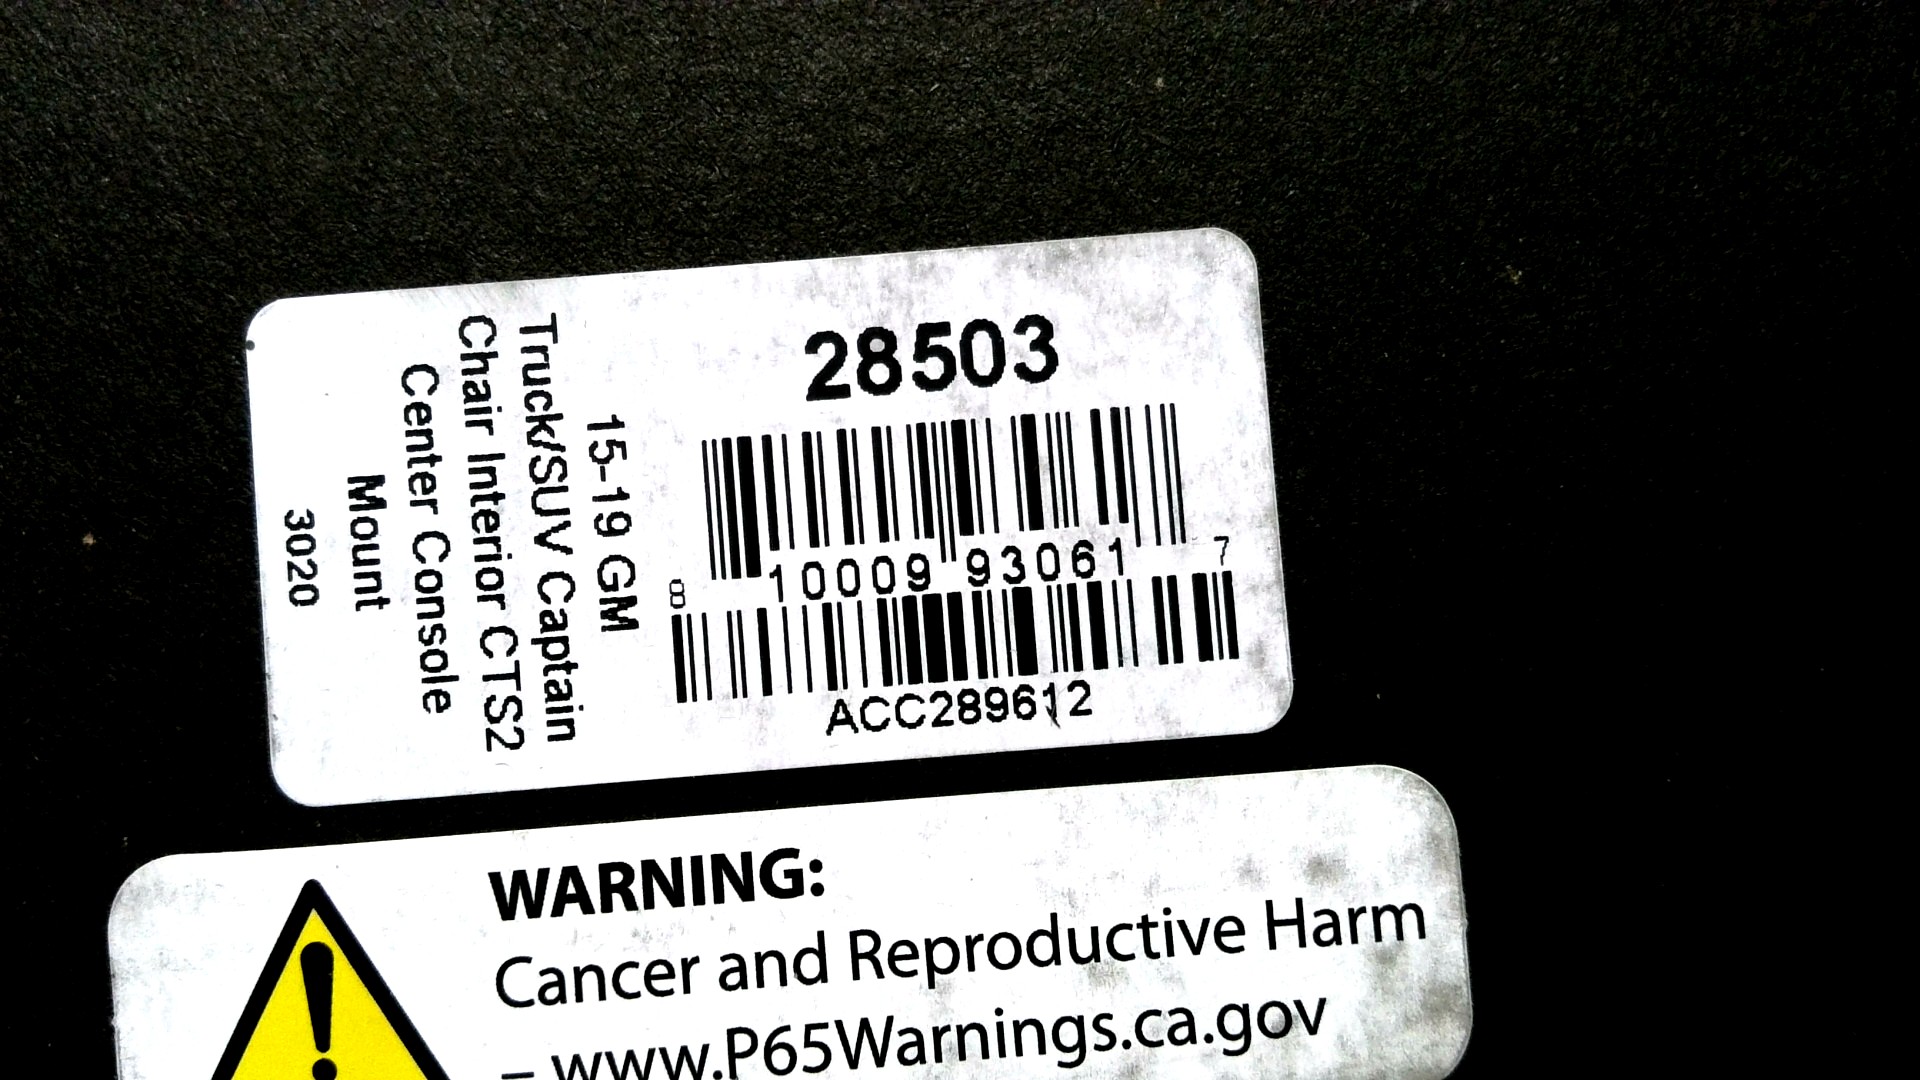 28503
8 10009 93061 7
ACC289612
15-19 GM
Truck/SUV Captain
Chair Interior CTS2
Center Console
Mount
3020
WARNING:
Cancer and Reproductive Harm
– www.P65Warnings.ca.gov